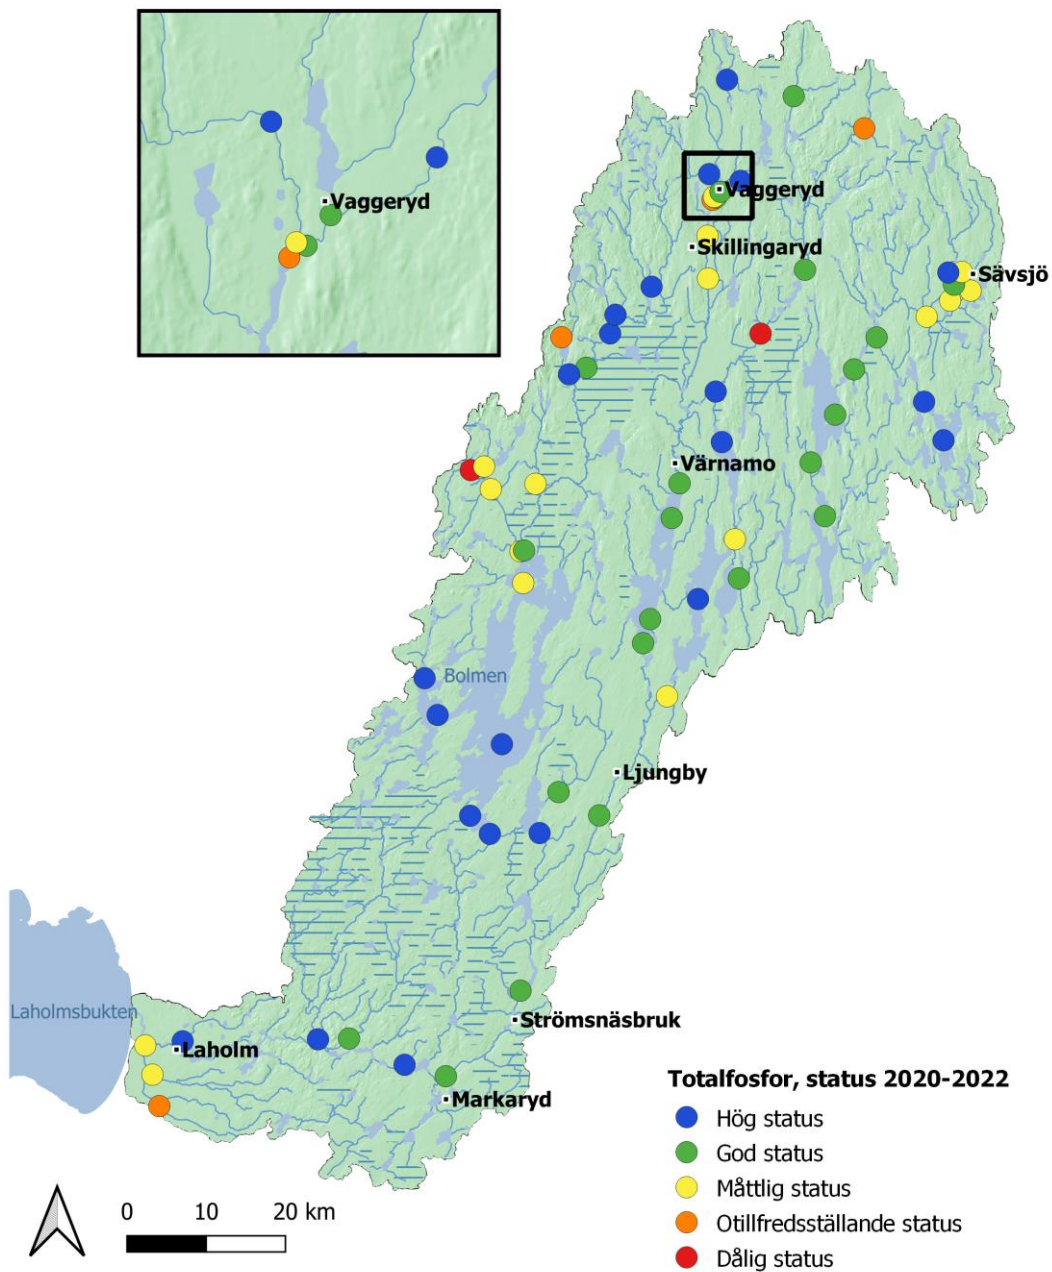 Vaggeryd
Vaggeryd
Skillingaryd
Sävsjö
Värnamo
Bolmen
Ljungby
Laholmsbukten
Strömsnäsbruk
Laholm
Markaryd
Totalfosfor, status 2020-2022
Hög status
God status
Måttlig status
Otillfredsställande status
Dålig status
0 10 20 km